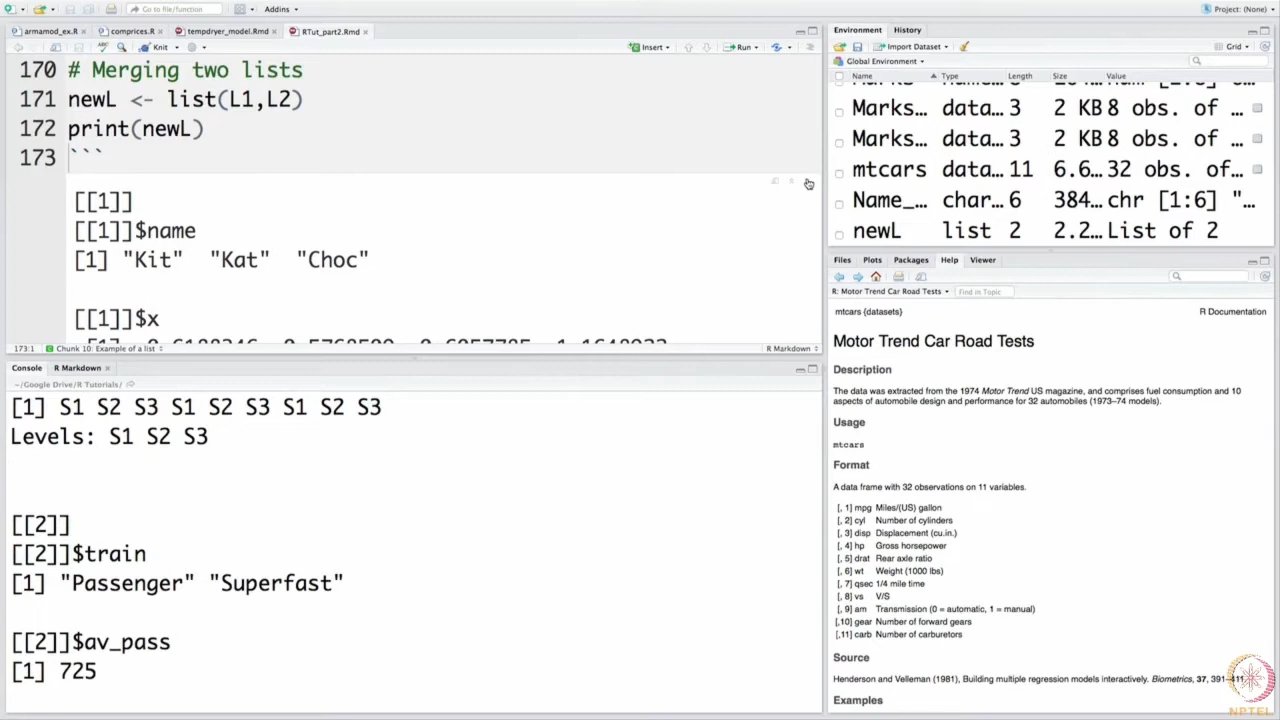 Go to file/function
Addins
Project: (None)
armamod_ex.R
comprices.R
tempdryer_model.Rmd
RTut_part2.Rmd
Knit
Insert
Run
170 # Merging two lists
171 newL <- list(L1,L2)
172 print(newL)
173 ```
[[1]]
[[1]]$name
[1] "Kit" "Kat" "Choc"
[[1]]$x
173:1
Chunk 10: Example of a list
R Markdown
Console
R Markdown
~/Google Drive/R Tutorials/
[1] S1 S2 S3 S1 S2 S3 S1 S2 S3
Levels: S1 S2 S3
[[2]]
[[2]]$train
[1] "Passenger" "Superfast"
[[2]]$av_pass
[1] 725
Environment
History
Import Dataset
Grid
Global Environment
Name Type Length Size Value
Marks… data… 3 2 KB 8 obs. of …
Marks… data… 3 2 KB 8 obs. of …
mtcars data… 11 6.6… 32 obs. of …
Name_… char… 6 384… chr [1:6] "…
newL list 2 2.2… List of 2
Files Plots Packages Help Viewer
R: Motor Trend Car Road Tests
Find in Topic
mtcars {datasets}
R Documentation
Motor Trend Car Road Tests
Description
The data was extracted from the 1974 Motor Trend US magazine, and comprises fuel consumption and 10
aspects of automobile design and performance for 32 automobiles (1973–74 models).
Usage
mtcars
Format
A data frame with 32 observations on 11 variables.
[, 1] mpg Miles/(US) gallon
[, 2] cyl Number of cylinders
[, 3] disp Displacement (cu.in.)
[, 4] hp Gross horsepower
[, 5] drat Rear axle ratio
[, 6] wt Weight (1000 lbs)
[, 7] qsec 1/4 mile time
[, 8] vs V/S
[, 9] am Transmission (0 = automatic, 1 = manual)
[,10] gear Number of forward gears
[,11] carb Number of carburetors
Source
Henderson and Velleman (1981), Building multiple regression models interactively. Biometrics, 37, 391–411.
Examples
NPTEL